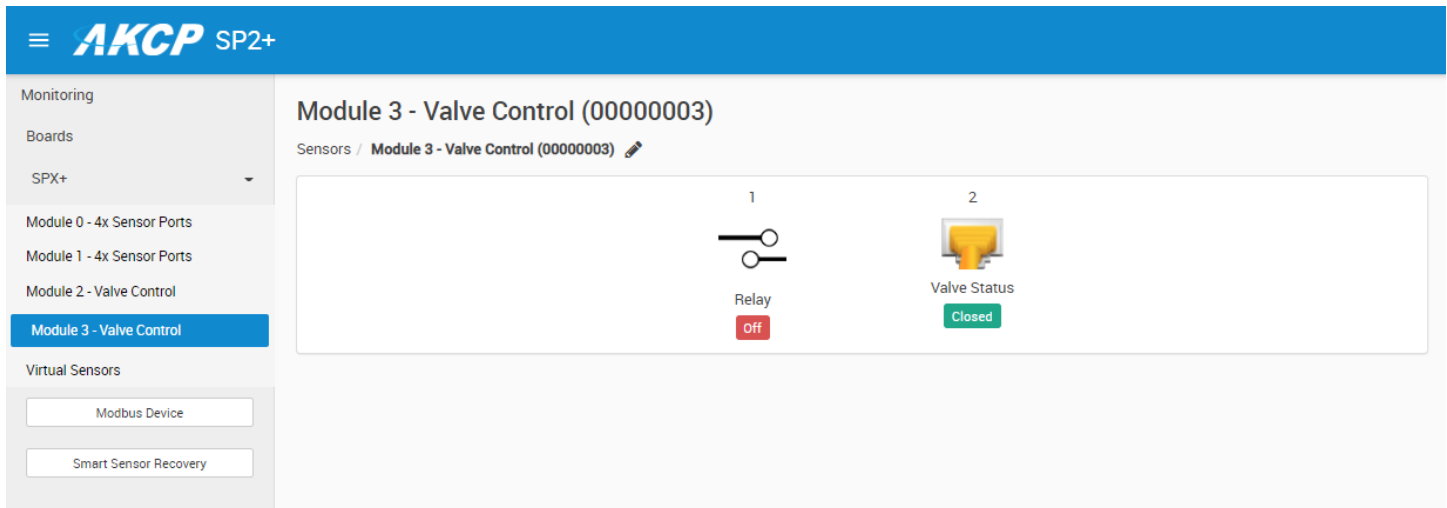 AKCP SP2+
Monitoring
Boards
SPX+
Module 0 - 4x Sensor Ports
Module 1 - 4x Sensor Ports
Module 2 - Valve Control
Module 3 - Valve Control
Virtual Sensors
Modbus Device
Smart Sensor Recovery
Module 3 - Valve Control (00000003)
Sensors / Module 3 - Valve Control (00000003)
1
Relay
Off
2
Valve Status
Closed